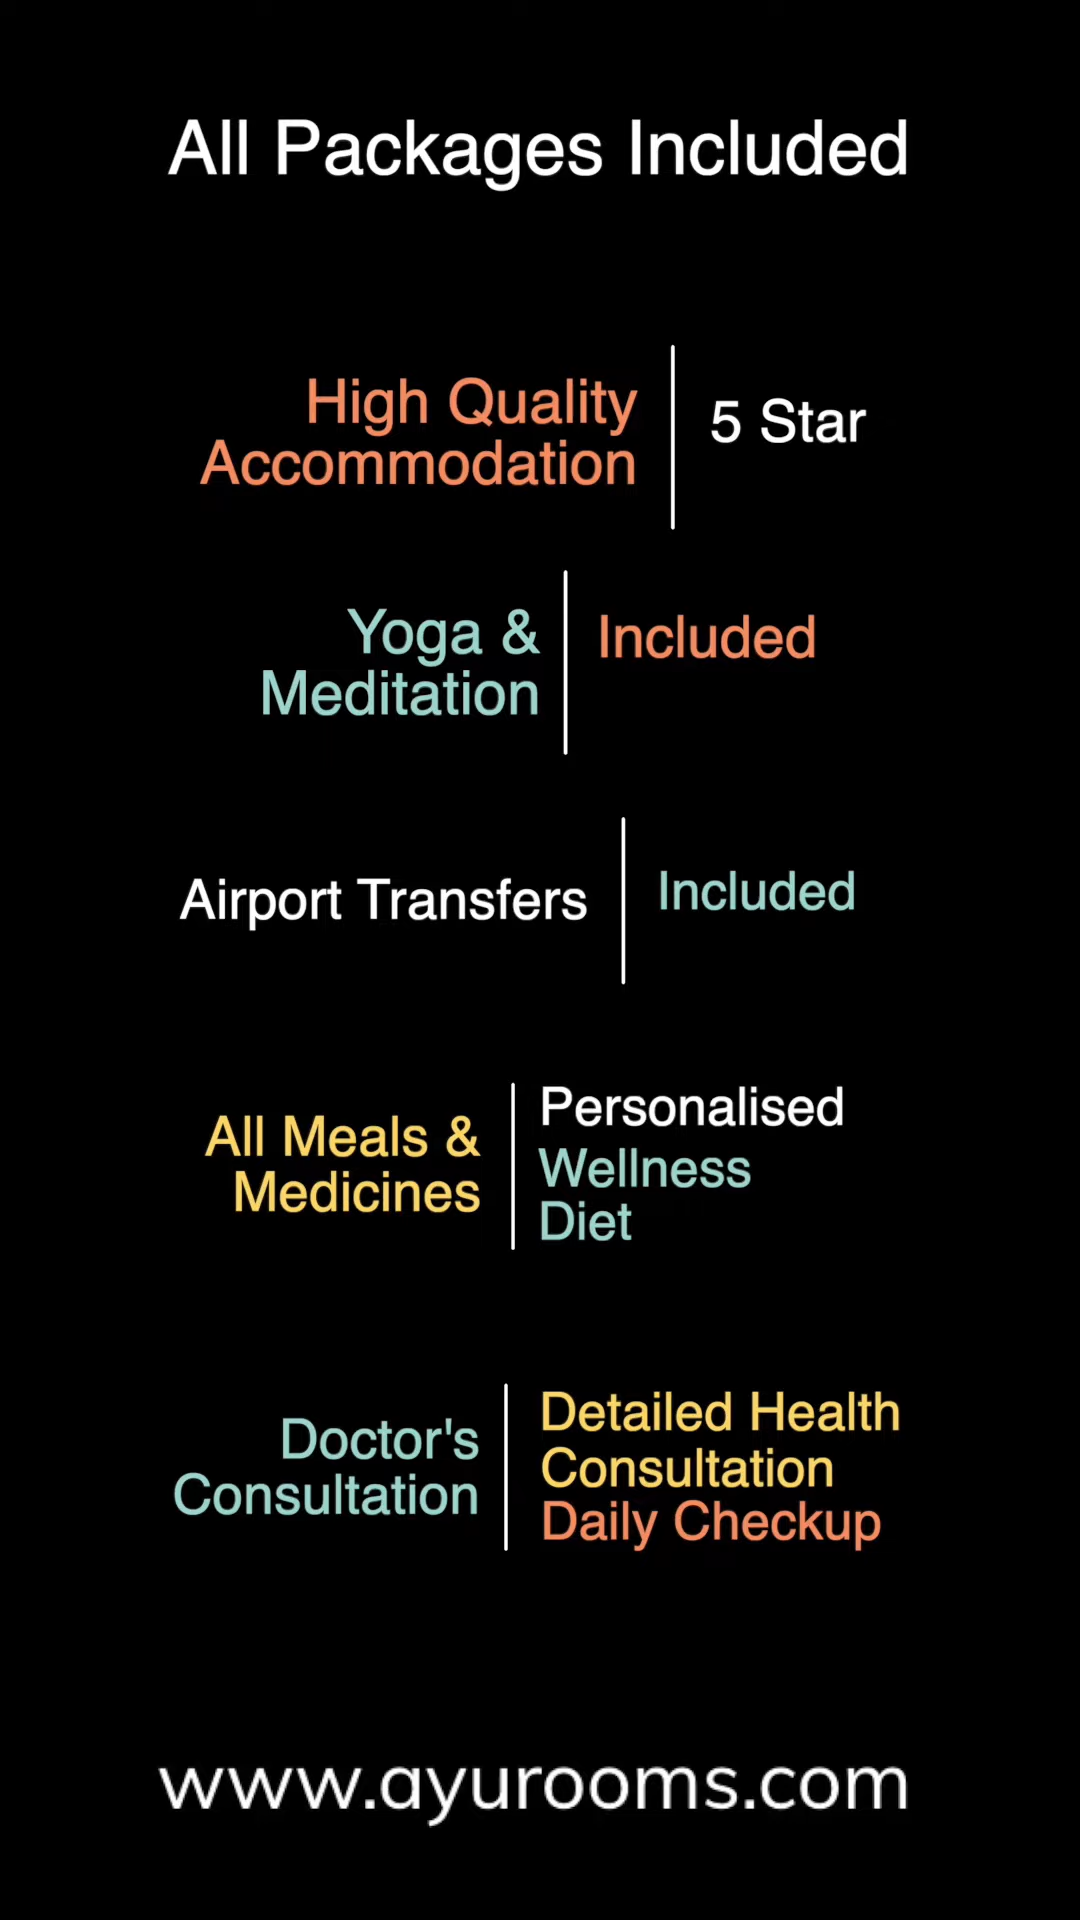 All Packages Included
High Quality
Accommodation
5 Star
Yoga &
Meditation
Included
Airport Transfers
Included
All Meals &
Medicines
Personalised
Wellness
Diet
Doctor's
Consultation
Detailed Health
Consultation
Daily Checkup
www.ayurooms.com